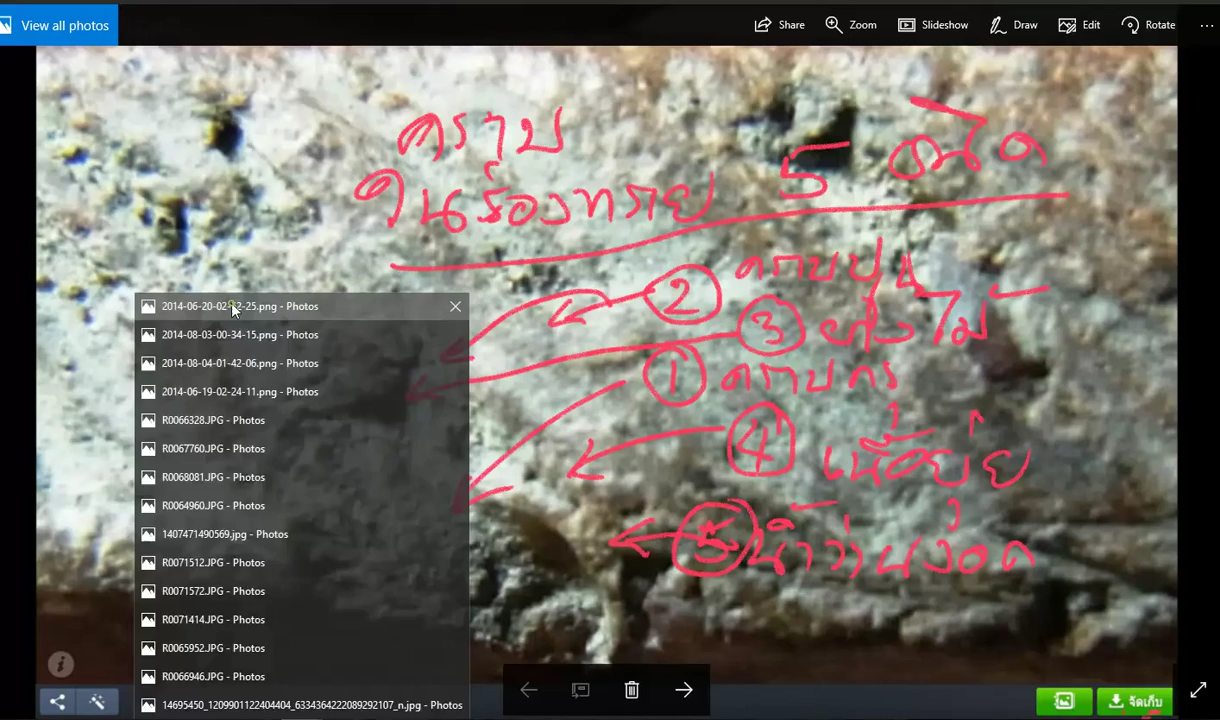 View all photos
Share
Zoom
Slideshow
Draw
Edit
Rotate
คราบ
ในร่องทราย 5 ชนิด
2 คราบปูน
3 ยางไม้
1 คราบกรุ
4 เนื้อยุ่ย
5 น้ำว่านงอก
2014-06-20-02-32-25.png - Photos
2014-08-03-00-34-15.png - Photos
2014-08-04-01-42-06.png - Photos
2014-06-19-02-24-11.png - Photos
R0066328.JPG - Photos
R0067760.JPG - Photos
R0068081.JPG - Photos
R0064960.JPG - Photos
1407471490569.jpg - Photos
R0071512.JPG - Photos
R0071572.JPG - Photos
R0071414.JPG - Photos
R0065952.JPG - Photos
R0066946.JPG - Photos
14695450_1209901122404404_6334364222089292107_n.jpg - Photos
จัดเก็บ